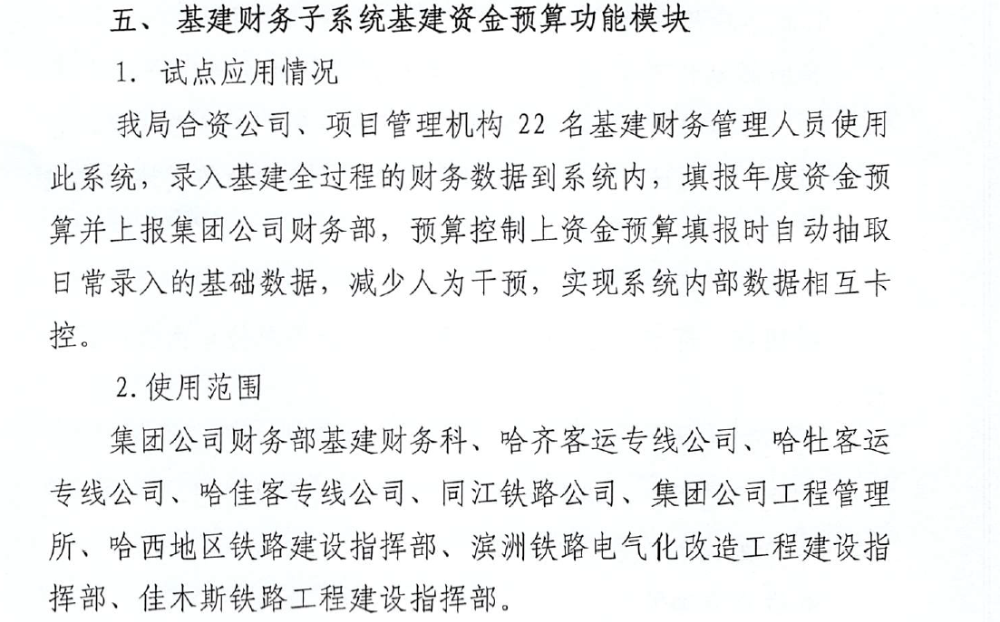 五、 基建财务子系统基建资金预算功能模块
1. 试点应用情况
我局合资公司、项目管理机构 22 名基建财务管理人员使用
此系统，录入基建全过程的财务数据到系统内，填报年度资金预
算并上报集团公司财务部，预算控制上资金预算填报时自动抽取
日常录入的基础数据，减少人为干预，实现系统内部数据相互卡
控。
2.使用范围
集团公司财务部基建财务科、哈齐客运专线公司、哈牡客运
专线公司、哈佳客专线公司、同江铁路公司、集团公司工程管理
所、哈西地区铁路建设指挥部、滨洲铁路电气化改造工程建设指
挥部、佳木斯铁路工程建设指挥部。